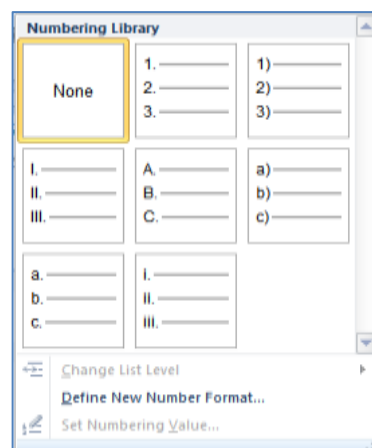 Numbering Library
None
1.
2.
3.
1)
2)
3)
I.
II.
III.
A.
B.
C.
a)
b)
c)
a.
b.
c.
i.
ii.
iii.
Change List Level
Define New Number Format...
Set Numbering Value...